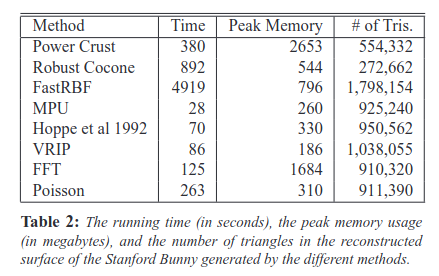 Method Time Peak Memory # of Tris.
Power Crust 380 2653 554,332
Robust Cocone 892 544 272,662
FastRBF 4919 796 1,798,154
MPU 28 260 925,240
Hoppe et al 1992 70 330 950,562
VRIP 86 186 1,038,055
FFT 125 1684 910,320
Poisson 263 310 911,390
Table 2: The running time (in seconds), the peak memory usage
(in megabytes), and the number of triangles in the reconstructed
surface of the Stanford Bunny generated by the different methods.